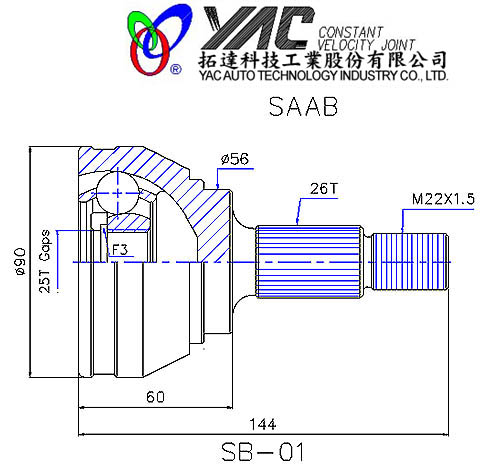 YAC CONSTANT
VELOCITY JOINT
拓達科技工業股份有限公司
® YAC AUTO TECHNOLOGY INDUSTRY CO., LTD.
SAAB
ø56
26T
M22X1.5
ø90
25T Gaps
F3
60
144
SB-01